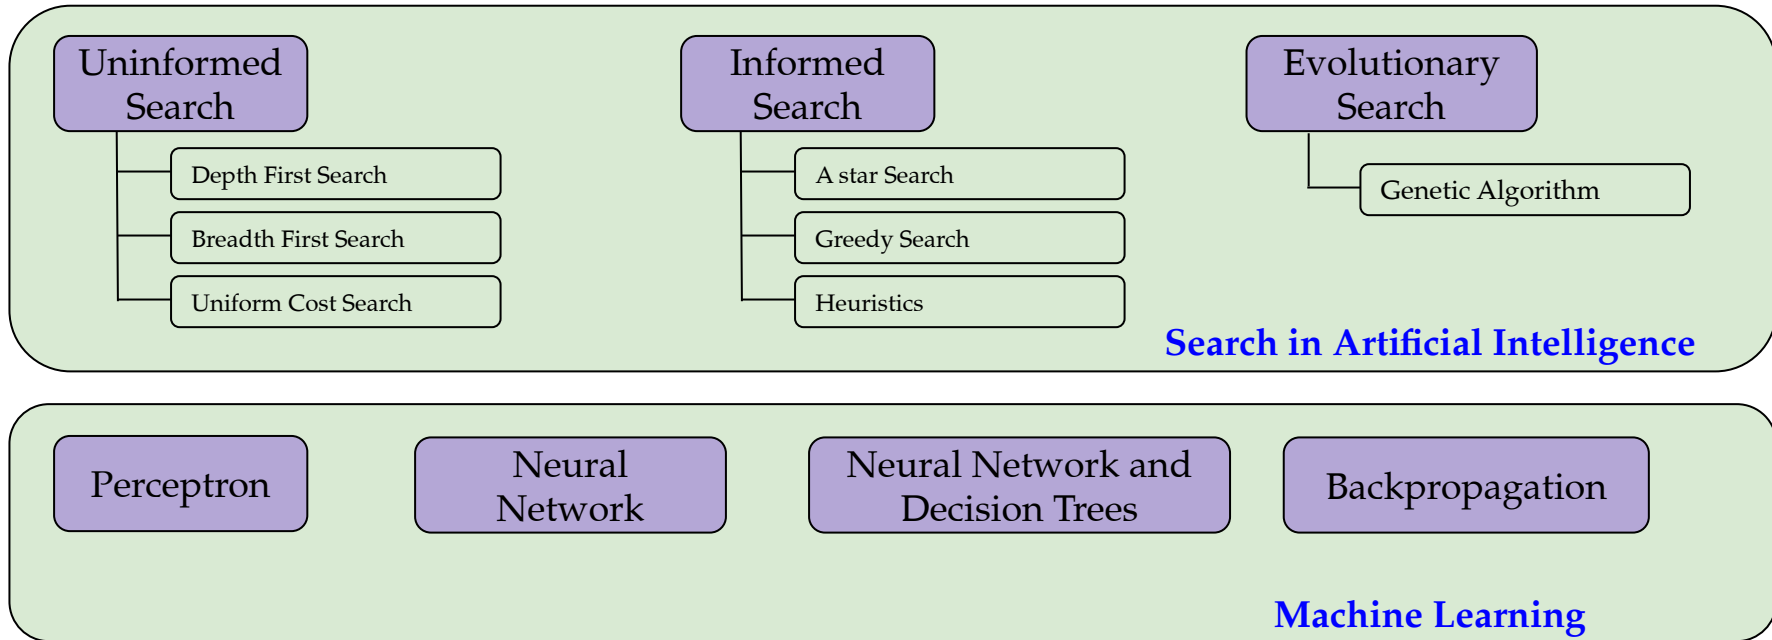 Uninformed
Search
Depth First Search
Breadth First Search
Uniform Cost Search
Informed
Search
A star Search
Greedy Search
Heuristics
Evolutionary
Search
Genetic Algorithm
Search in Artificial Intelligence
Perceptron
Neural
Network
Neural Network and
Decision Trees
Backpropagation
Machine Learning